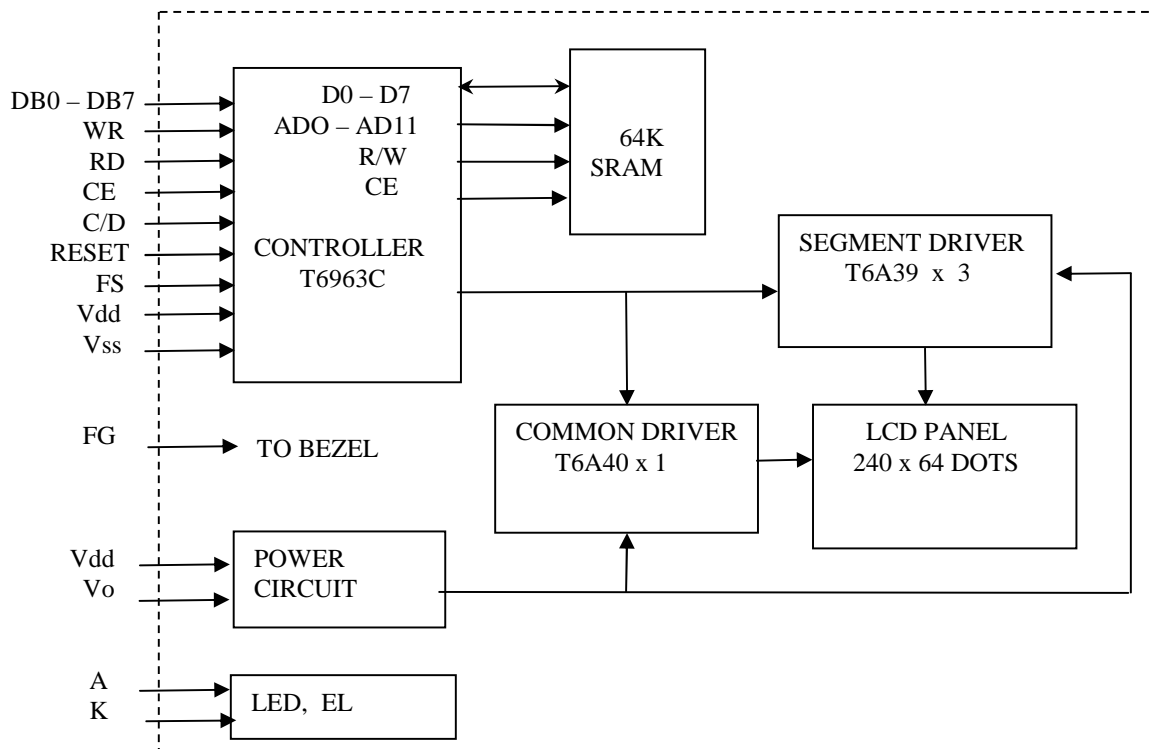 DB0 – DB7
WR
RD
CE
C/D
RESET
FS
Vdd
Vss
D0 – D7
ADO – AD11
R/W
CE
CONTROLLER
T6963C
64K
SRAM
SEGMENT DRIVER
T6A39 x 3
FG
TO BEZEL
COMMON DRIVER
T6A40 x 1
LCD PANEL
240 x 64 DOTS
Vdd
Vo
POWER
CIRCUIT
A
K
LED, EL